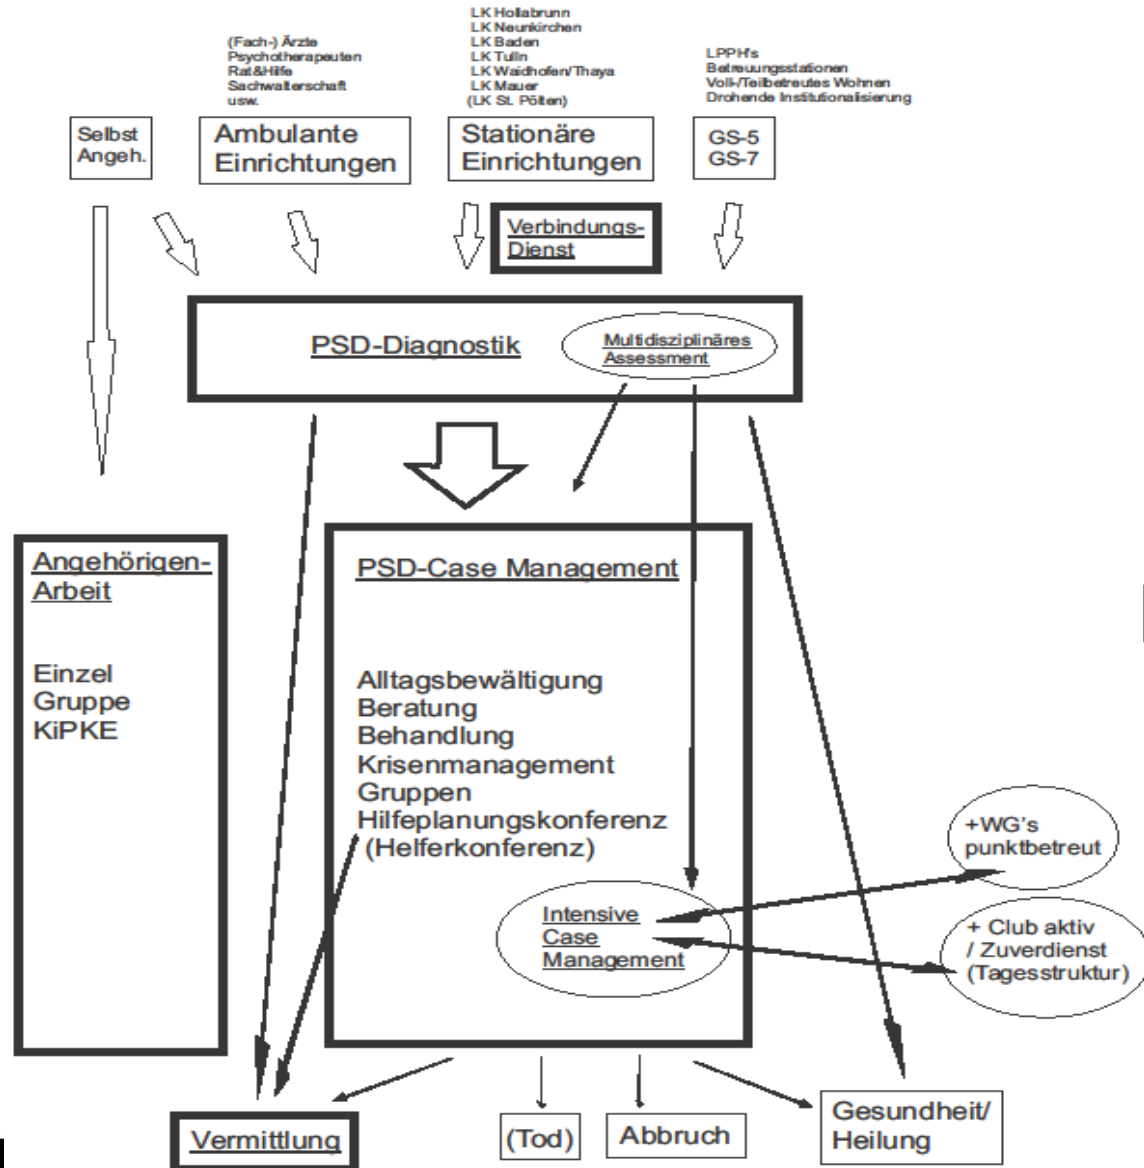 (Fach-) Ärzte
Psychotherapeuten
Rat&Hilfe
Sachwalterschaft
usw.
LK Hollabrunn
LK Neunkirchen
LK Baden
LK Tulln
LK Waidhofen/Thaya
LK Mauer
(LK St. Pölten)
LPPH's
Betreuungsstationen
Voll-/Teilbetreutes Wohnen
Drohende Institutionalisierung
Selbst
Angeh.
Ambulante
Einrichtungen
Stationäre
Einrichtungen
GS-5
GS-7
Verbindungs-
Dienst
PSD-Diagnostik
Multidisziplinäres
Assessment
Angehörigen-
Arbeit
Einzel
Gruppe
KiPKE
PSD-Case Management
Alltagsbewältigung
Beratung
Behandlung
Krisenmanagement
Gruppen
Hilfeplanungskonferenz
(Helferkonferenz)
Intensive
Case
Management
+WG's
punktbetreut
+ Club aktiv
/ Zuverdienst
(Tagesstruktur)
Vermittlung
(Tod)
Abbruch
Gesundheit/
Heilung